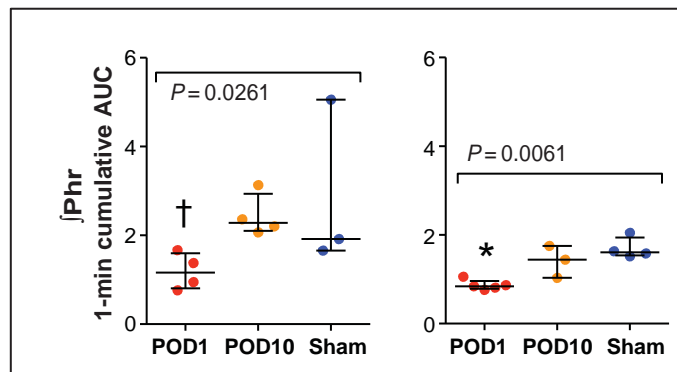 ∫Phr
1-min cumulative AUC
6
4
2
0
P = 0.0261
†
POD1 POD10 Sham
6
4
2
0
P = 0.0061
*
POD1 POD10 Sham